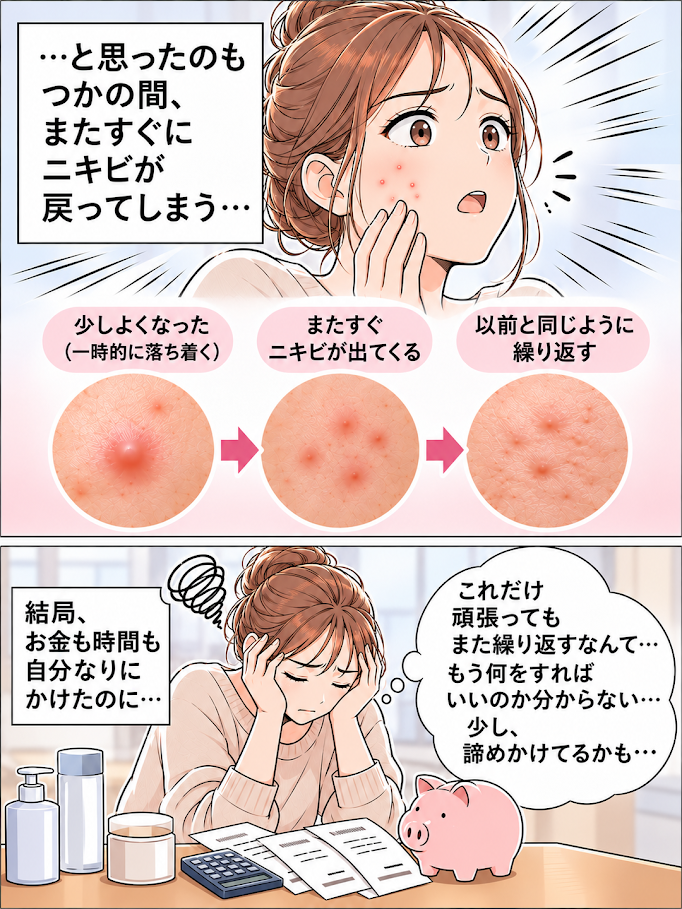 …と思ったのも
つかの間、
またすぐに
ニキビが
戻ってしまう…
少しよくなった
（一時的に落ち着く）
またすぐ
ニキビが出てくる
以前と同じように
繰り返す
結局、
お金も時間も
自分なりに
かけたのに…
これだけ
頑張っても
また繰り返すなんて…
もう何をすれば
いいのか分からない…
少し、
諦めかけてるかも…